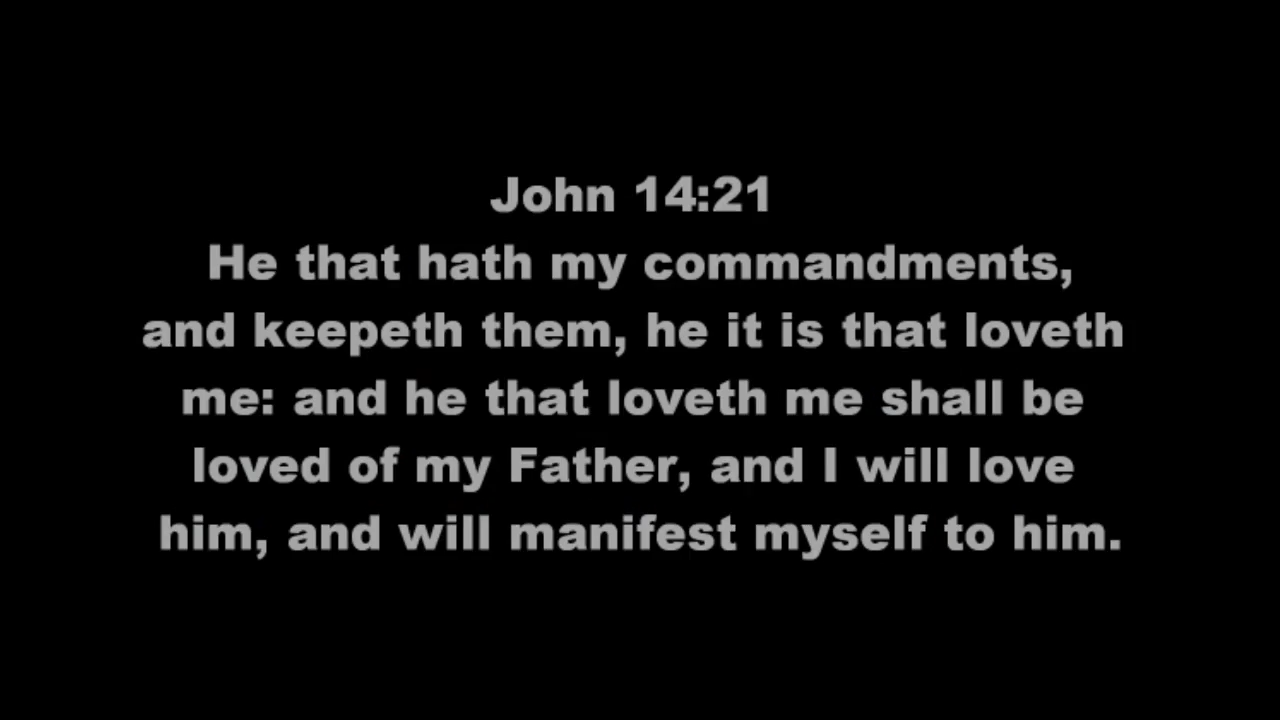 John 14:21
He that hath my commandments,
and keepeth them, he it is that loveth
me: and he that loveth me shall be
loved of my Father, and I will love
him, and will manifest myself to him.